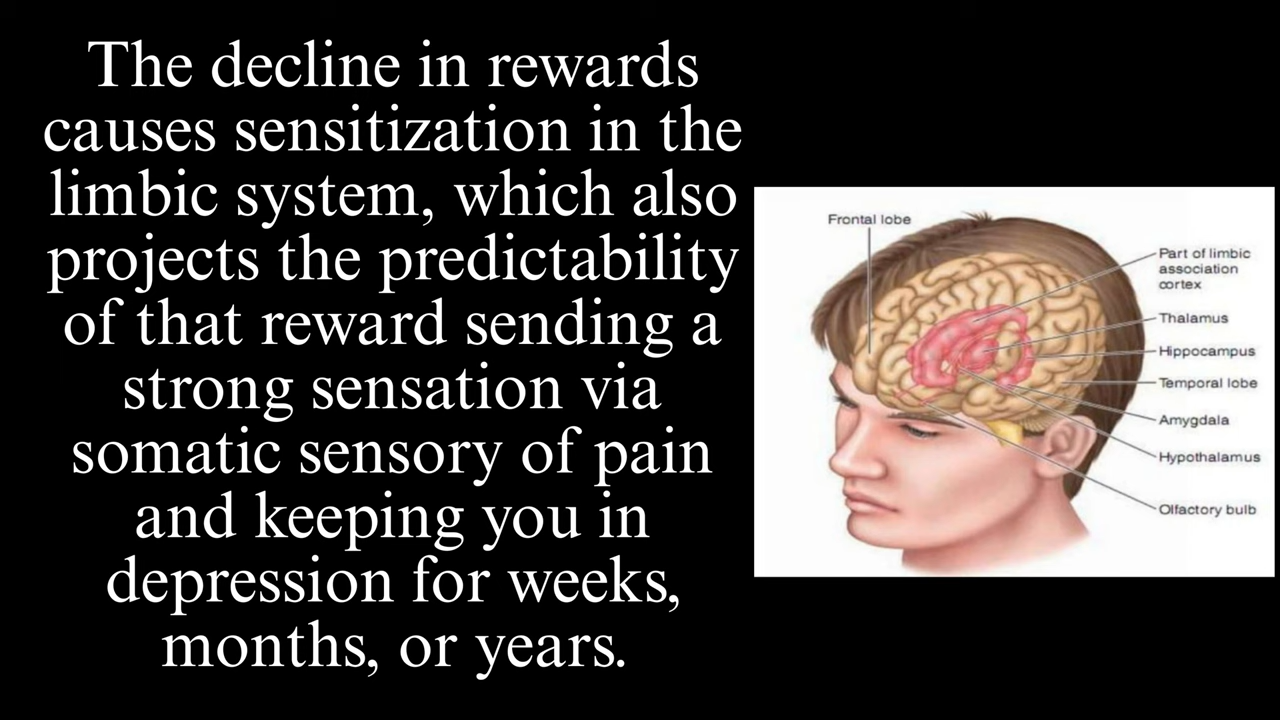 The decline in rewards
causes sensitization in the
limbic system, which also
projects the predictability
of that reward sending a
strong sensation via
somatic sensory of pain
and keeping you in
depression for weeks,
months, or years.
Frontal lobe
Part of limbic
association
cortex
Thalamus
Hippocampus
Temporal lobe
Amygdala
Hypothalamus
Olfactory bulb